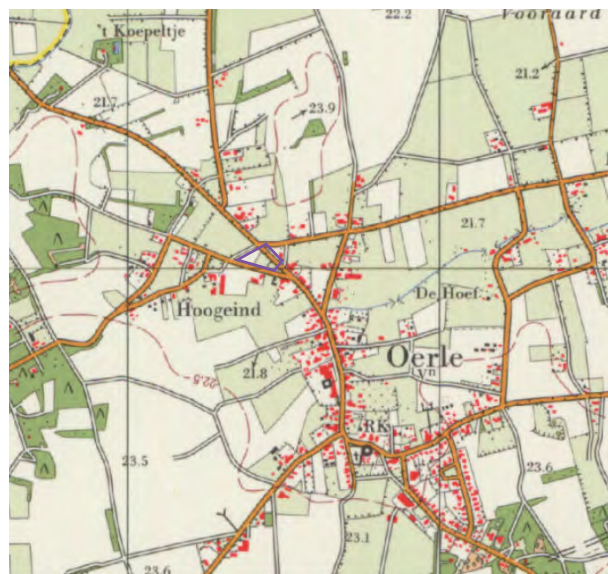 22.2
Vooraard
't Koepeltje
21.2
21.7
23.9
21.7
De Hoef
Hoogeind
Oerle
vn
21.8
22.5
RK
23.5
23.6
23.1
23.6